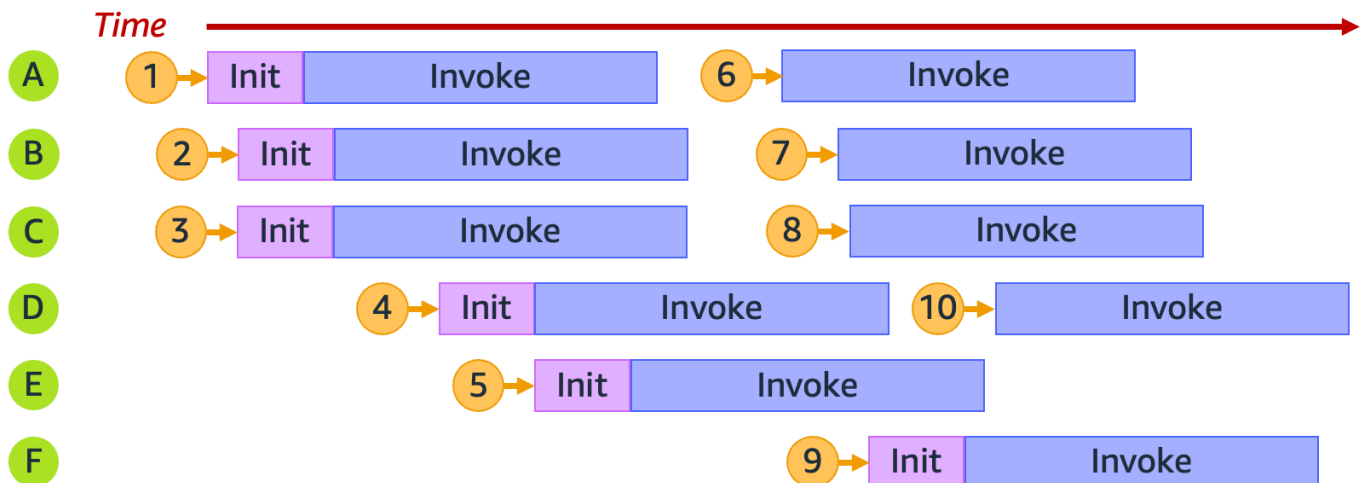 Time
A 1 Init Invoke 6 Invoke
B 2 Init Invoke 7 Invoke
C 3 Init Invoke 8 Invoke
D 4 Init Invoke 10 Invoke
E 5 Init Invoke
F 9 Init Invoke